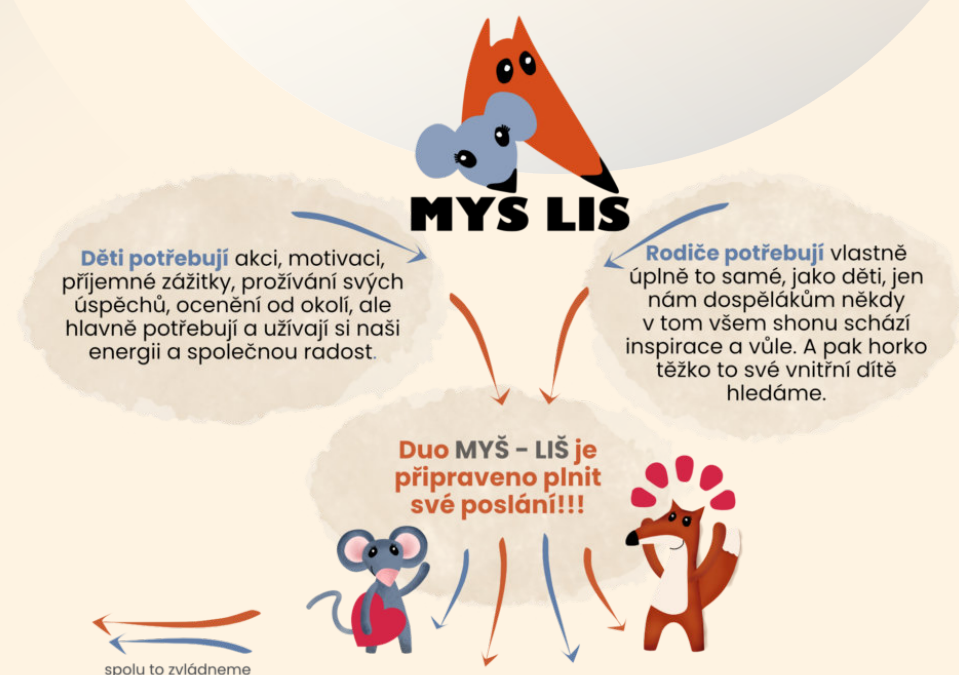 MYS LIS
Děti potřebují akci, motivaci,
příjemné zážitky, prožívání svých
úspěchů, ocenění od okolí, ale
hlavně potřebují a užívají si naši
energii a společnou radost.
Rodiče potřebují vlastně
úplně to samé, jako děti, jen
nám dospělákům někdy
v tom všem shonu schází
inspirace a vůle. A pak horko
těžko to své vnitřní dítě
hledáme.
Duo MYŠ - LIŠ je
připraveno plnit
své poslání!!!
spolu to zvládneme